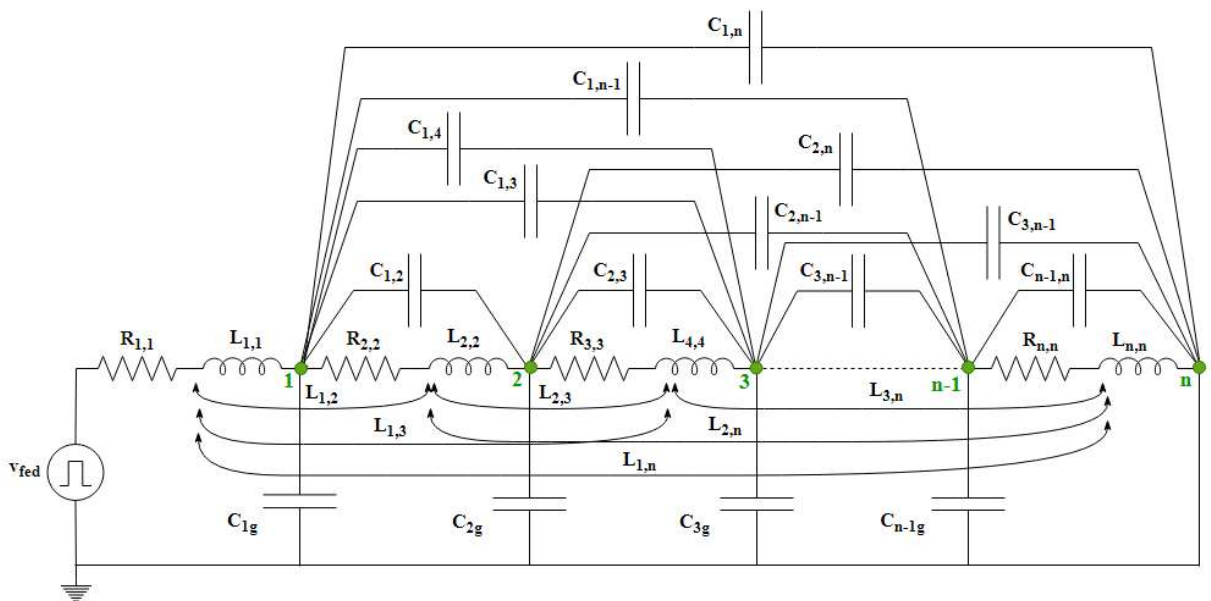 C1,n
C1,n-1
C1,4
C2,n
C1,3
C2,n-1
C3,n-1
C1,2
C2,3
C3,n-1
Cn-1,n
R1,1
L1,1
R2,2
L2,2
R3,3
L4,4
Rn,n
Ln,n
1
2
3
n-1
n
L1,2
L2,3
L3,n
L1,3
L2,n
L1,n
vfed
C1g
C2g
C3g
Cn-1g